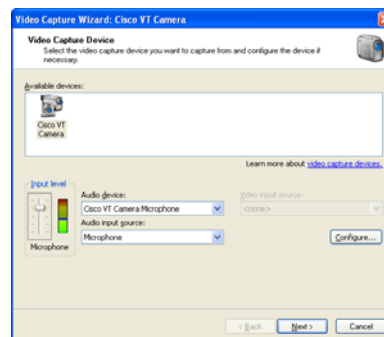 Video Capture Wizard: Cisco VT Camera
Video Capture Device
Select the video capture device you want to capture from and configure the device if
necessary.
Available devices:
Cisco VT
Camera
Learn more about video capture devices.
Input level
Audio device:
Video input source:
Cisco VT Camera Microphone
<none>
Audio input source:
Microphone
Configure...
Microphone
< Back
Next >
Cancel